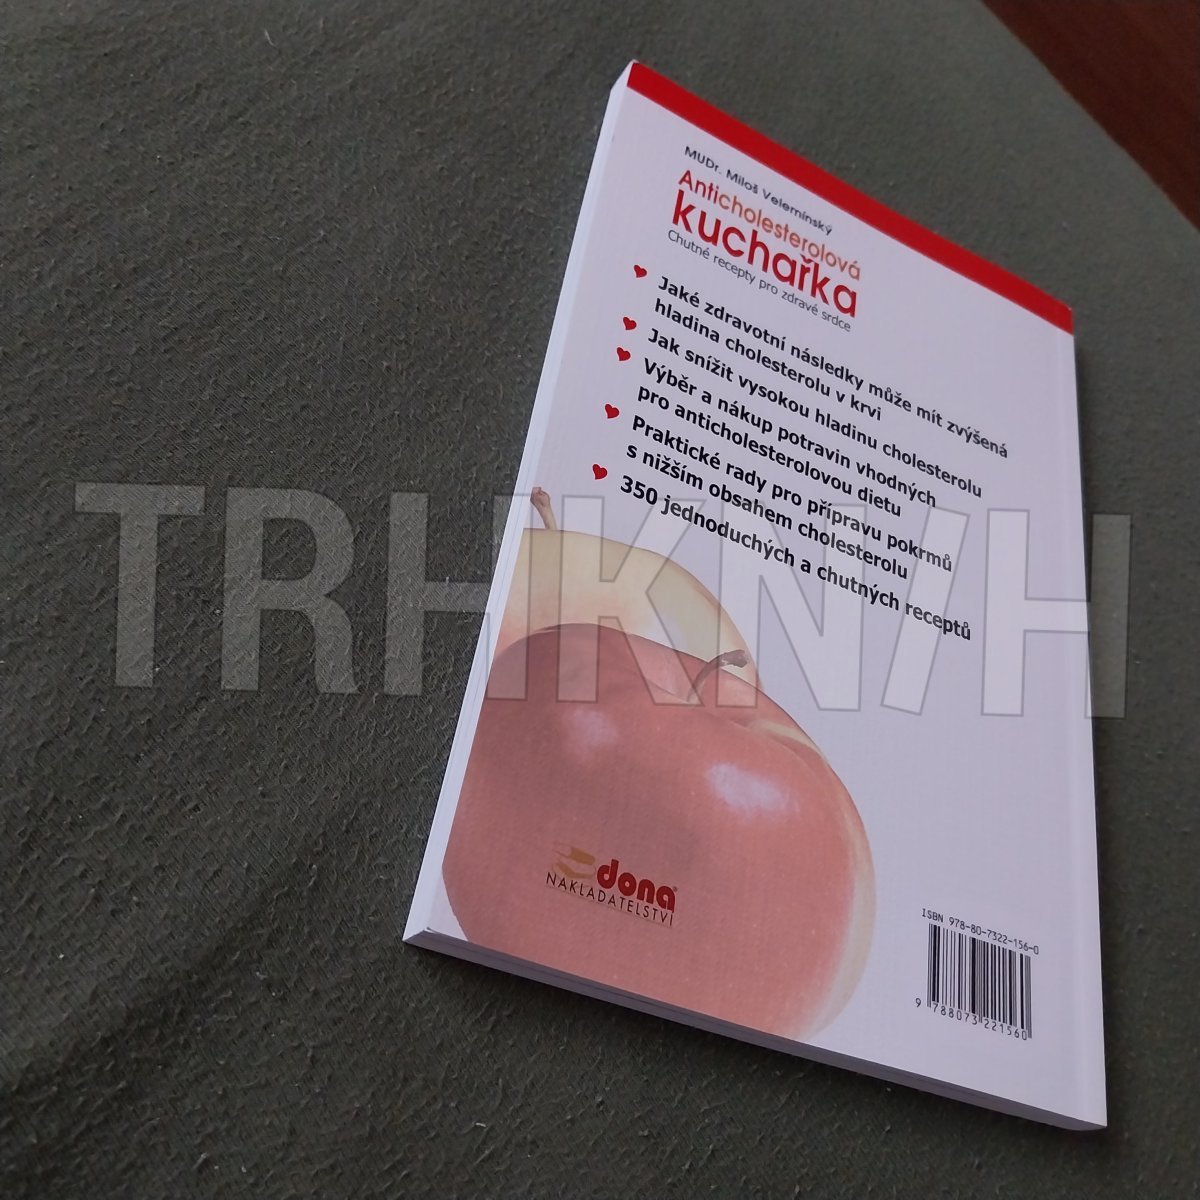 MUDr. Miloš Velemínský
Anticholesterolová
kuchařka
Chutné recepty pro zdravé srdce
Jaké zdravotní následky může mít zvýšená
hladina cholesterolu v krvi
Jak snížit vysokou hladinu cholesterolu
Výběr a nákup potravin vhodných
pro anticholesterolovou dietu
Praktické rady pro přípravu pokrmů
s nižším obsahem cholesterolu
350 jednoduchých a chutných receptů
TRHKNIH
dona
NAKLADATELSTVÍ
ISBN 978-80-7322-156-0
9 788073 221560